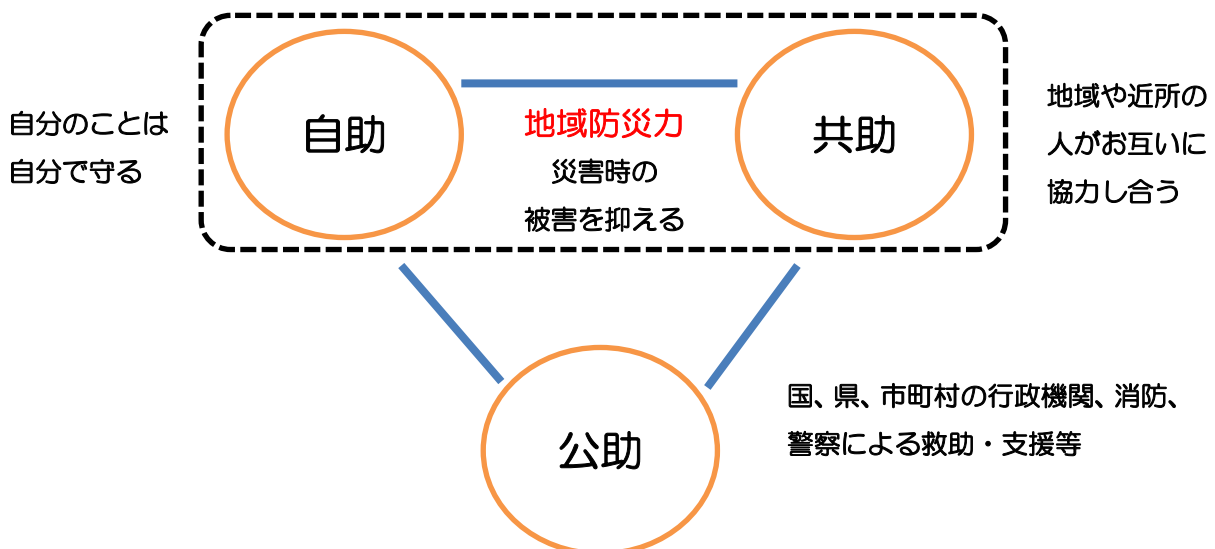 自分のことは
自分で守る
自助
地域防災力
災害時の
被害を抑える
共助
地域や近所の
人がお互いに
協力し合う
公助
国、県、市町村の行政機関、消防、
警察による救助・支援等